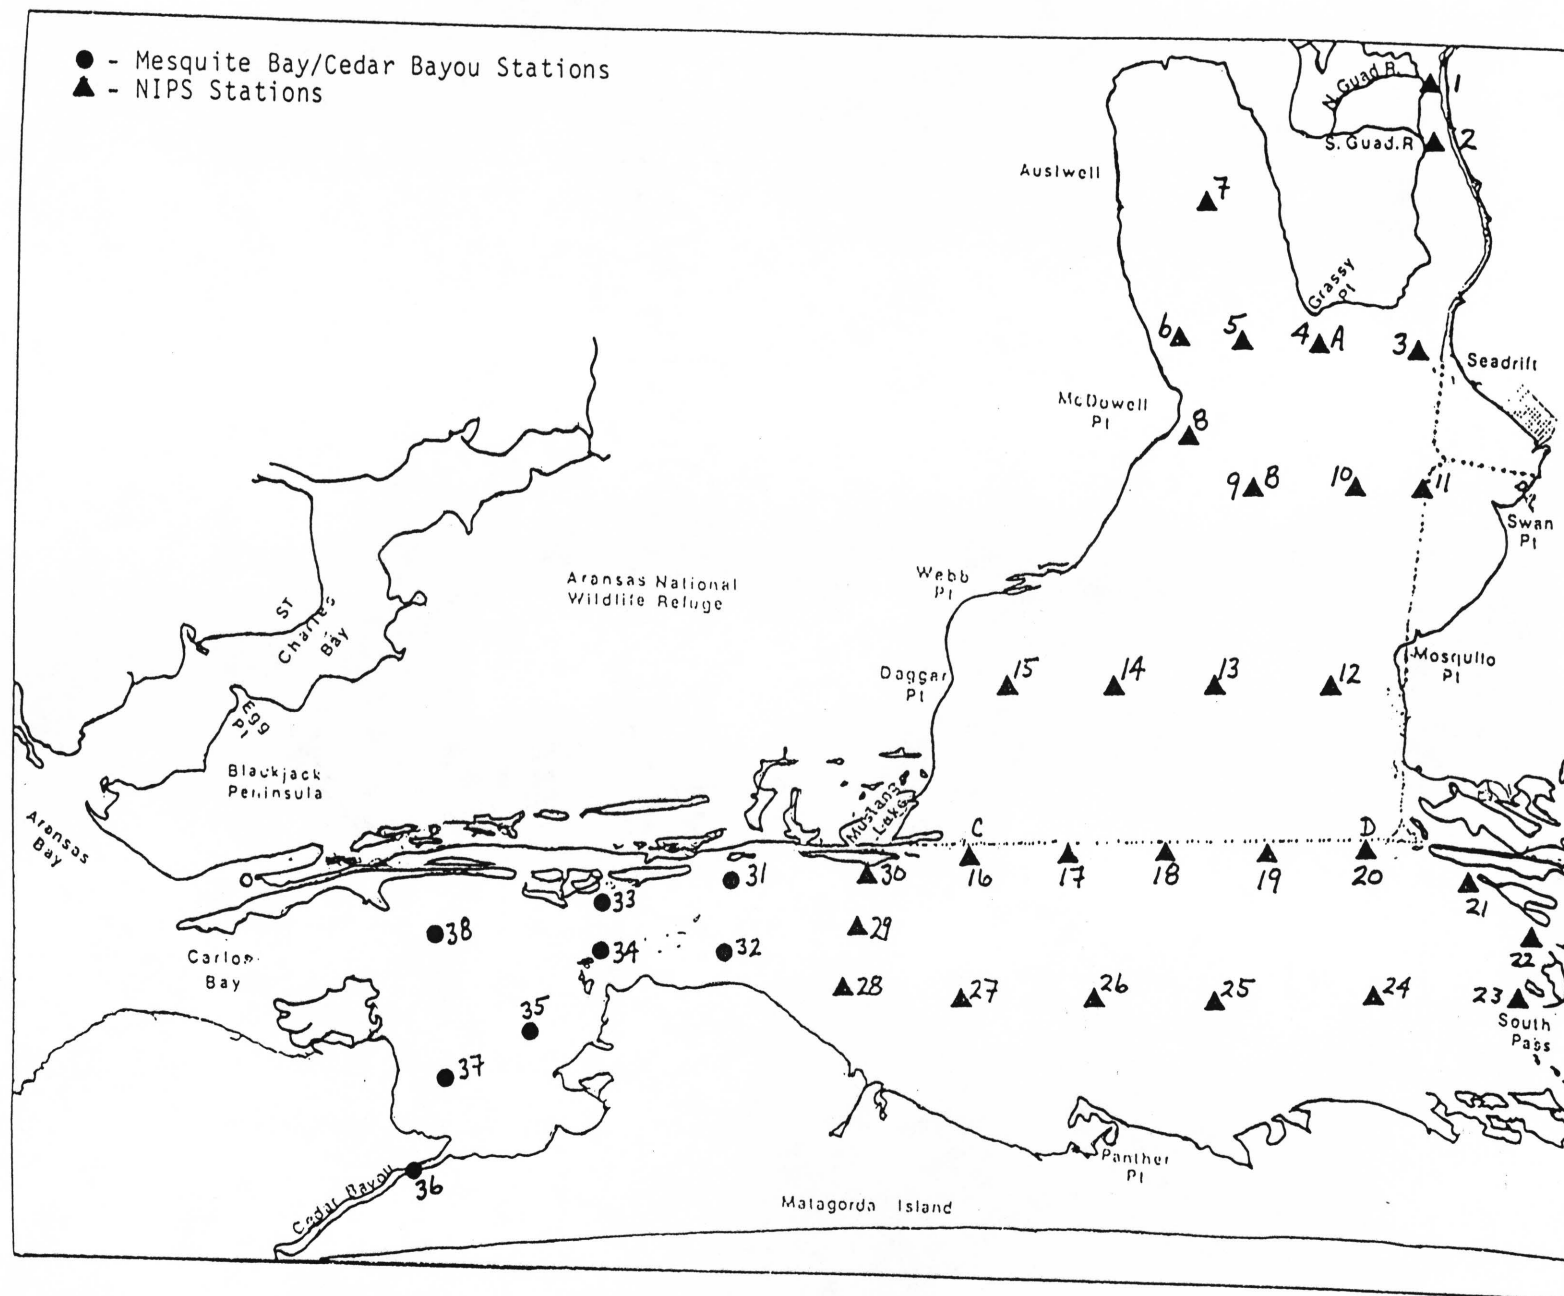 ● - Mesquite Bay/Cedar Bayou Stations
▲ - NIPS Stations
N. Guad R.
1
S. Guad. R
2
Austwell
7
Grassy
Pt
6
5
4 A
3
Seadrift
McDowell
Pt
8
9 B
10
11
Swan
Pt
Webb
Pt
Aransas National
Wildlife Refuge
ST
Charles
Bay
Mosquito
Pt
Daggar
Pt
15
14
13
12
Egg
Pt
Blackjack
Peninsula
Aransas
Bay
Mustang
Lake
C
D
16
17
18
19
20
21
30
31
33
29
38
34
32
22
Carlos
Bay
28
27
26
25
24
23
South
Pass
35
37
Panther
Pt
36
Cedar Bayou
Matagorda Island